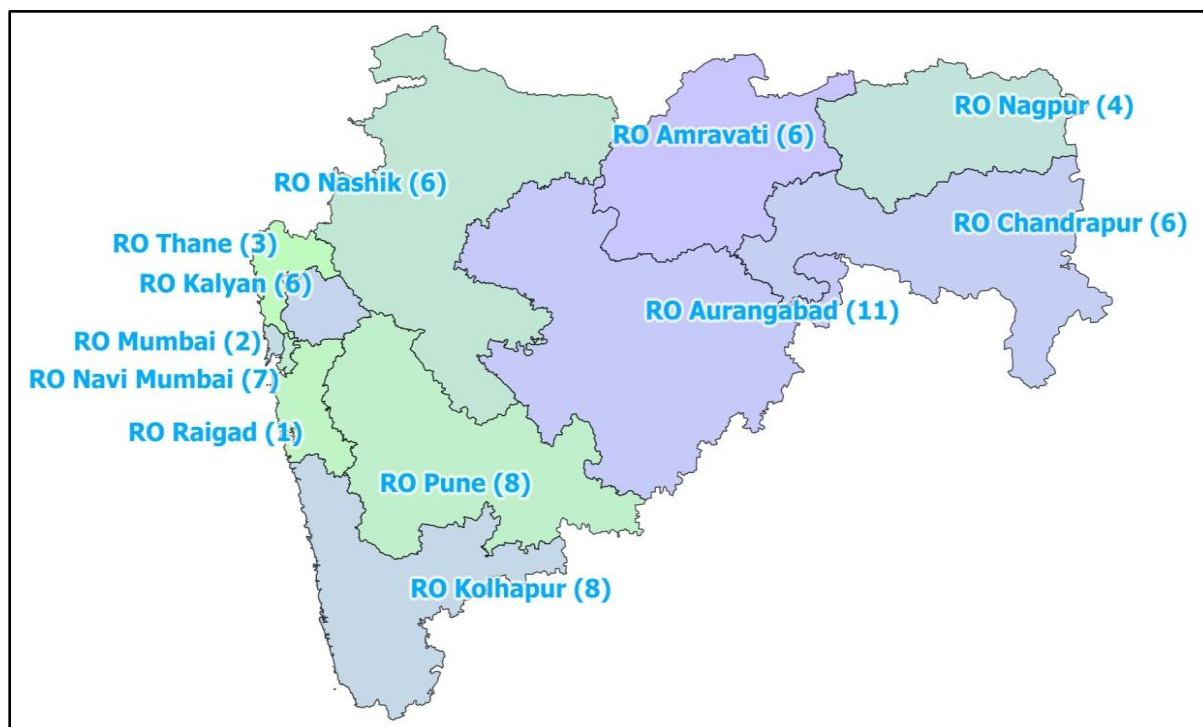 RO Nagpur (4)
RO Amravati (6)
RO Nashik (6)
RO Chandrapur (6)
RO Thane (3)
RO Kalyan (6)
RO Aurangabad (11)
RO Mumbai (2)
RO Navi Mumbai (7)
RO Raigad (1)
RO Pune (8)
RO Kolhapur (8)